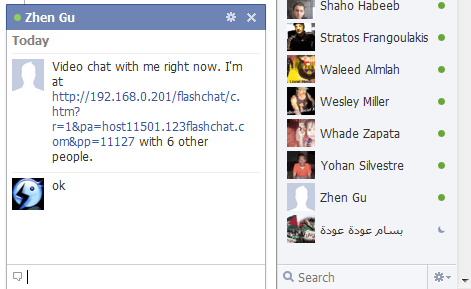 Zhen Gu
Today
Video chat with me right now. I'm
at
http://192.168.0.201/flashchat/c.
htm?
r=1&pa=host11501.123flashchat.c
om&pp=11127 with 6 other
people.
ok
Shaho Habeeb
Stratos Frangoulakis
Waleed Almlah
Wesley Miller
Whade Zapata
Yohan Silvestre
Zhen Gu
بسام عودة عودة
Search